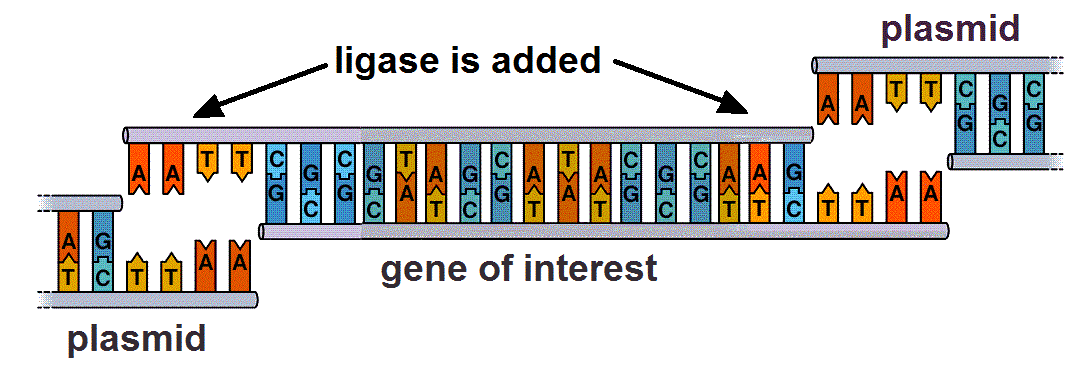 plasmid
ligase is added
A A T T C G C
G C G
A A T T C G C G T A G C A T A C G C A A G
G C G C A T C G T A T G C G T T C T T A A
gene of interest
A G
T C T T A A
plasmid